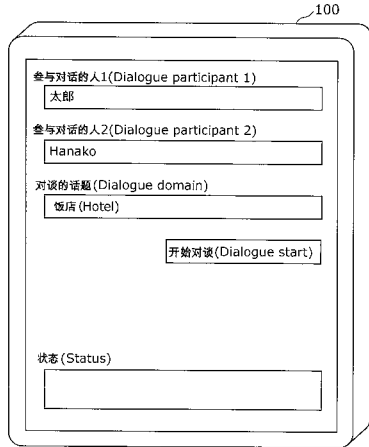 100
参与对话的人1(Dialogue participant 1)
太郎
参与对话的人2(Dialogue participant 2)
Hanako
对谈的话题(Dialogue domain)
饭店(Hotel)
开始对谈(Dialogue start)
状态(Status)